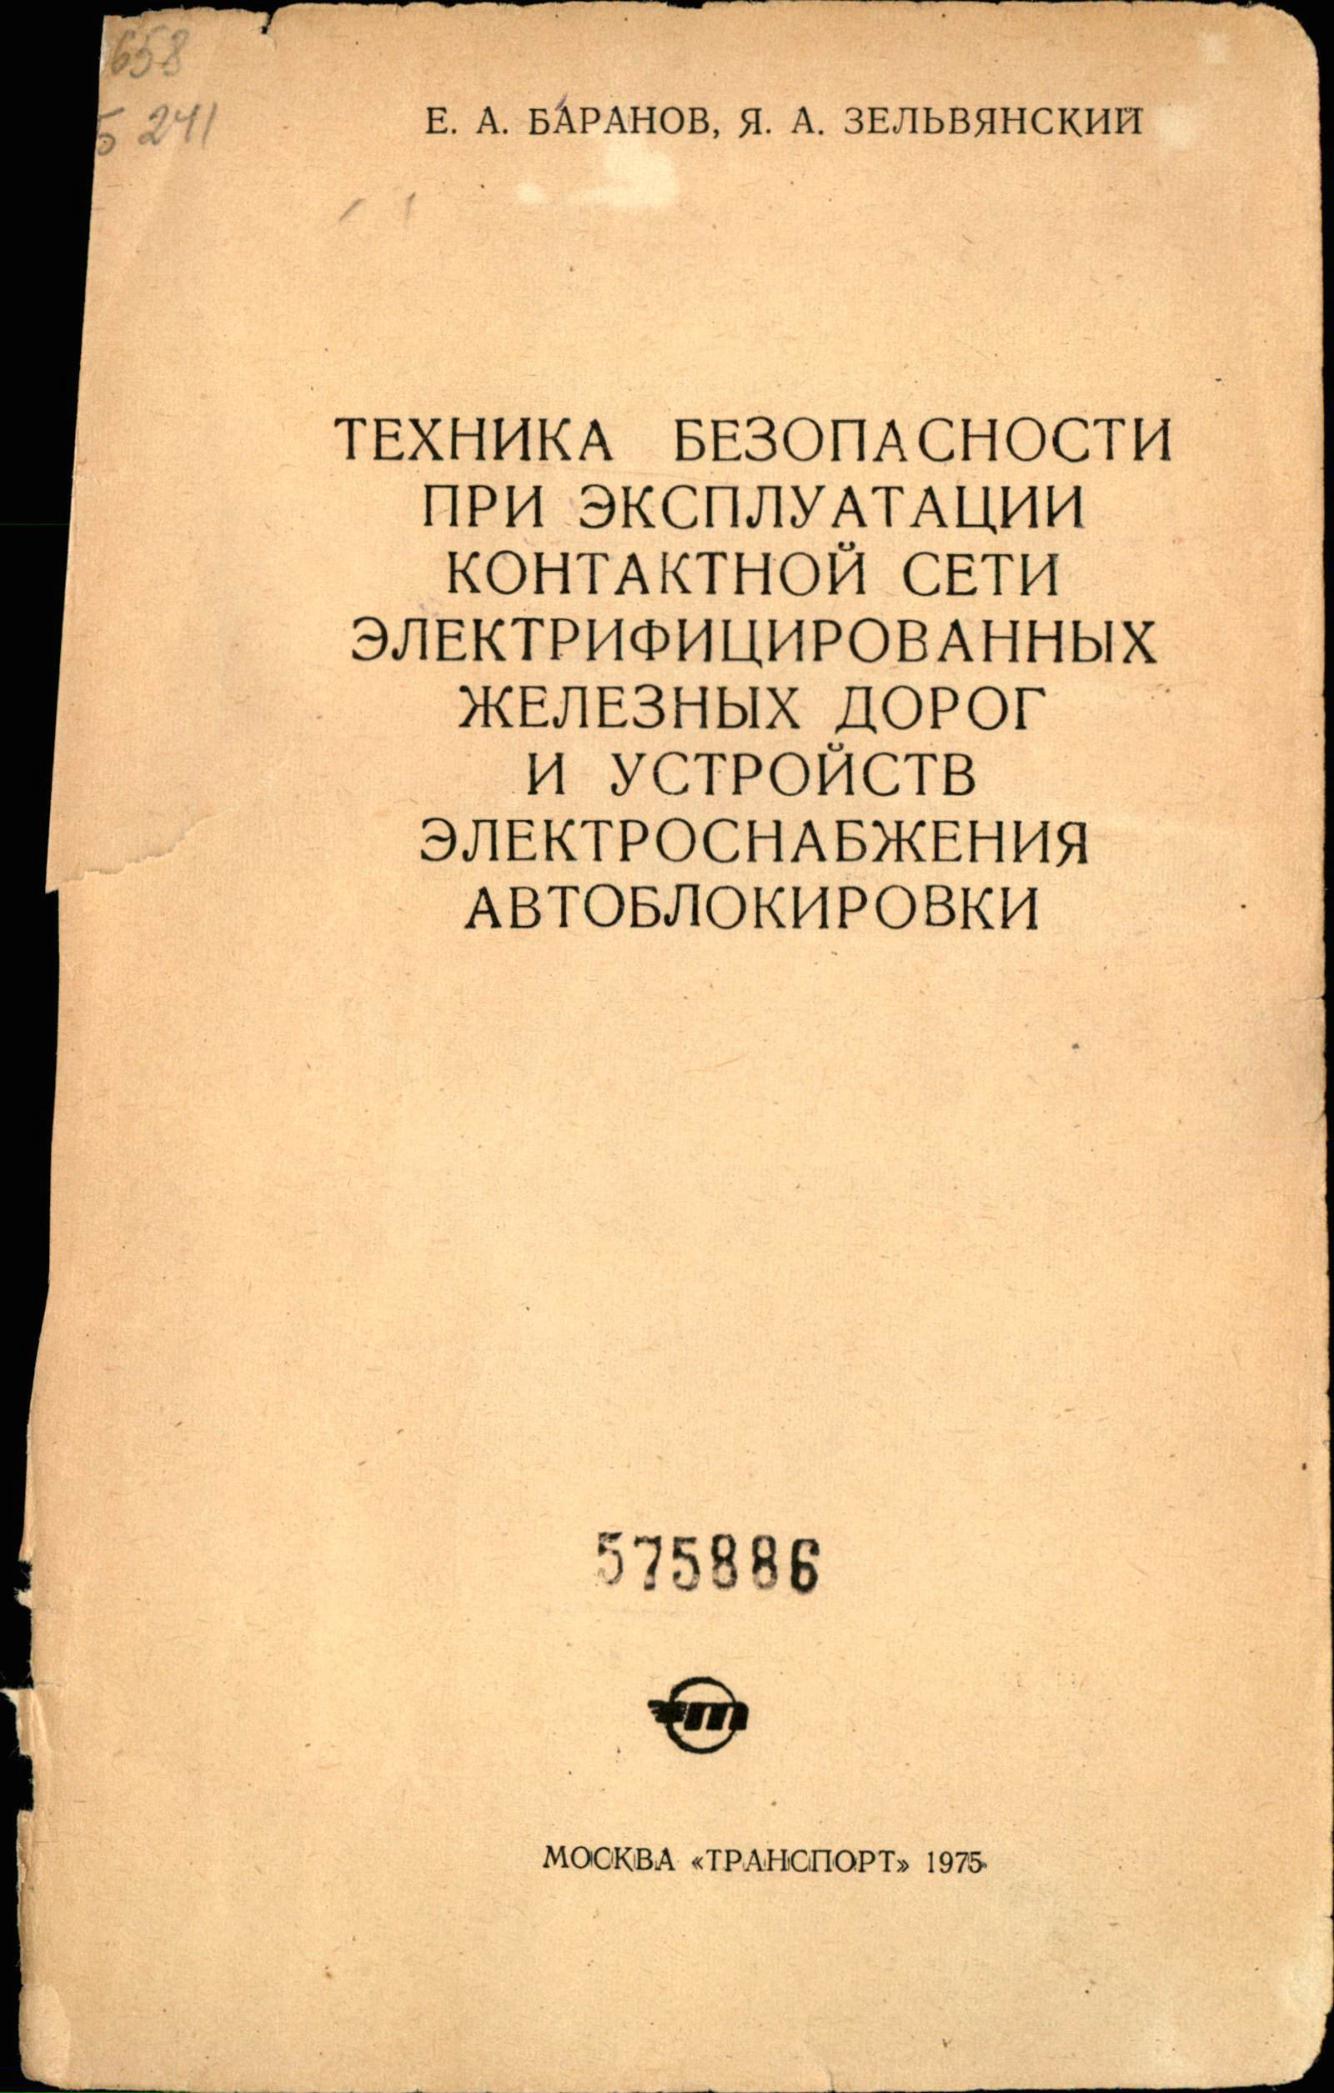 658
Б 241
Е. А. БАРАНОВ, Я. А. ЗЕЛЬВЯНСКИЙ
ТЕХНИКА БЕЗОПАСНОСТИ
ПРИ ЭКСПЛУАТАЦИИ
КОНТАКТНОЙ СЕТИ
ЭЛЕКТРИФИЦИРОВАННЫХ
ЖЕЛЕЗНЫХ ДОРОГ
И УСТРОЙСТВ
ЭЛЕКТРОСНАБЖЕНИЯ
АВТОБЛОКИРОВКИ
575886
т
МОСКВА «ТРАНСПОРТ» 1975